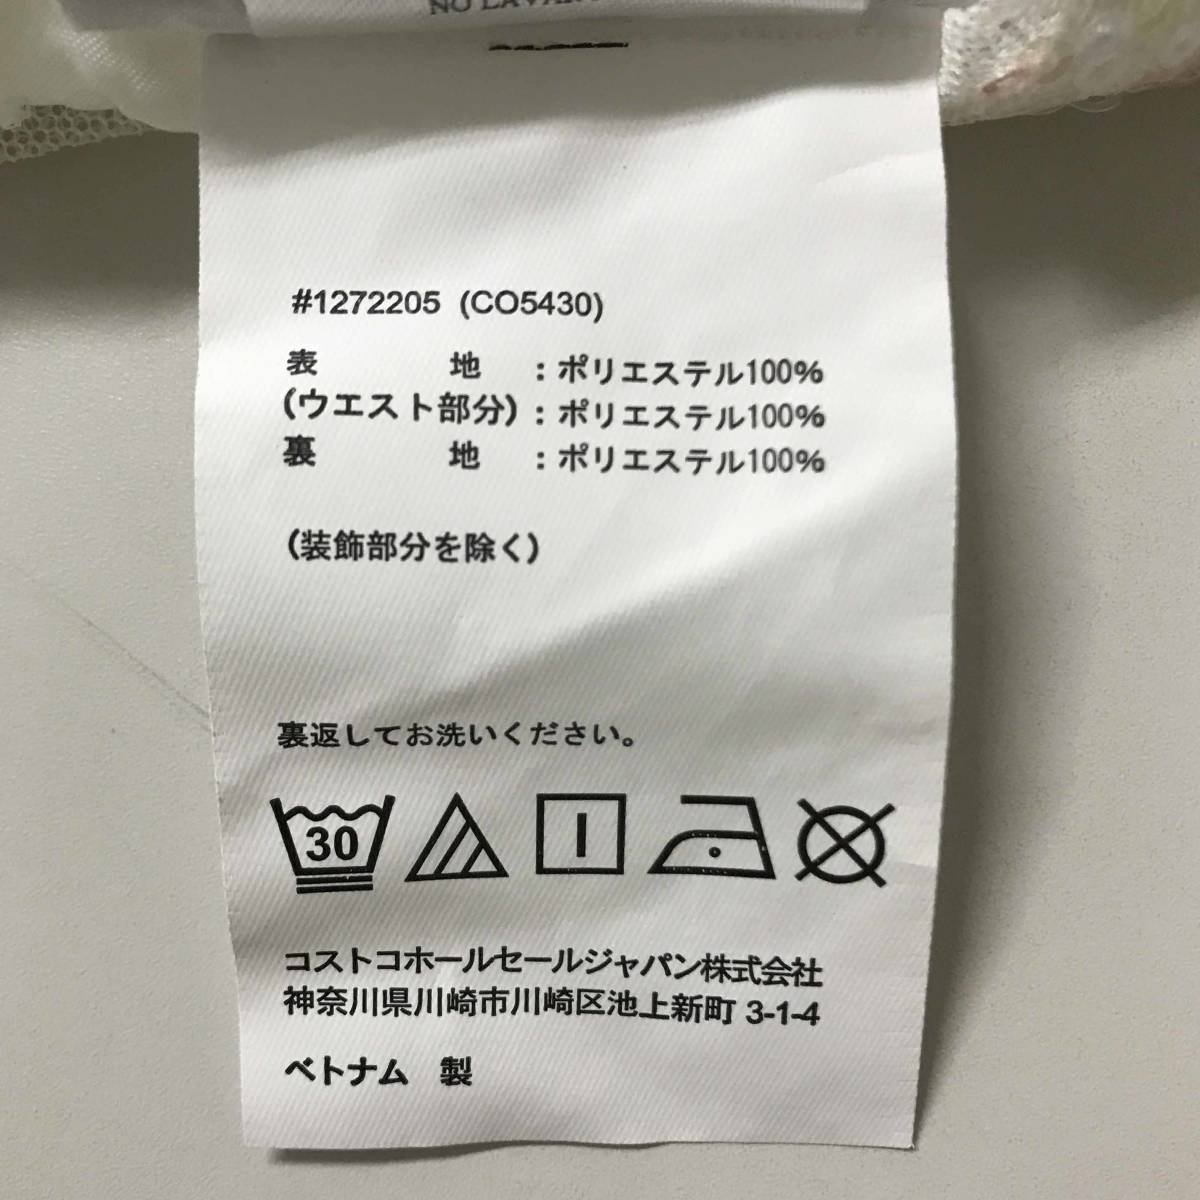 #1272205 (CO5430)
表 地 : ポリエステル100%
(ウエスト部分) : ポリエステル100%
裏 地 : ポリエステル100%
(装飾部分を除く)
裏返してお洗いください。
30
コストコホールセールジャパン株式会社
神奈川県川崎市川崎区池上新町 3-1-4
ベトナム 製